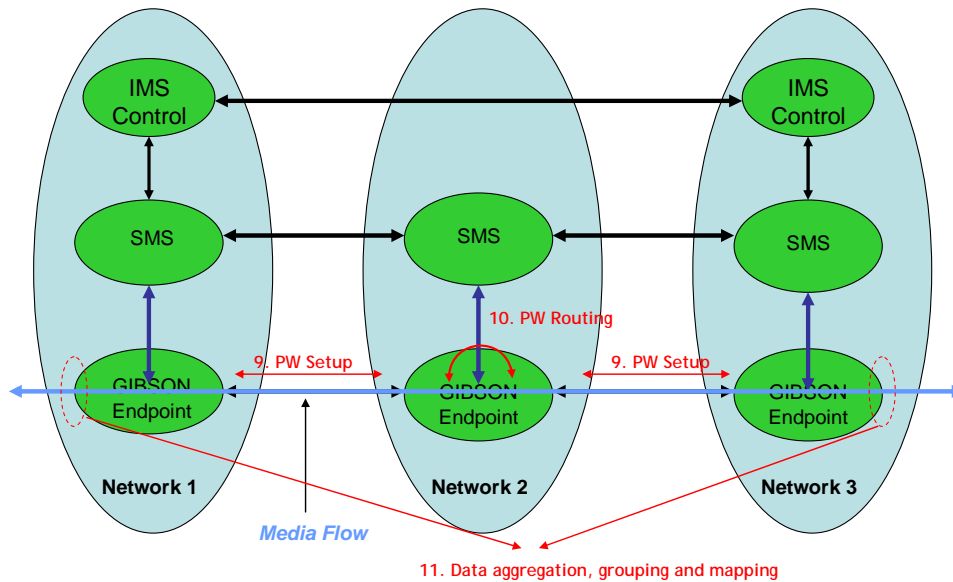 IMS
Control
IMS
Control
SMS
SMS
SMS
10. PW Routing
9. PW Setup
9. PW Setup
GIBSON
Endpoint
GIBSON
Endpoint
GIBSON
Endpoint
Network 1
Network 2
Network 3
Media Flow
11. Data aggregation, grouping and mapping